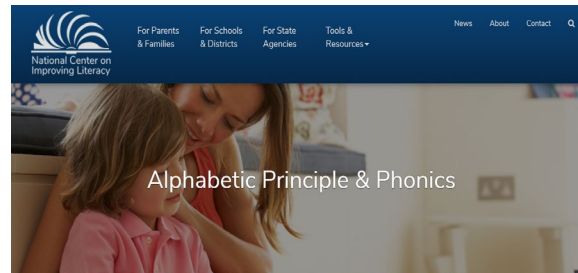 National Center on
Improving Literacy
For Parents
& Families
For Schools
& Districts
For State
Agencies
Tools &
Resources
News
About
Contact
Alphabetic Principle & Phonics